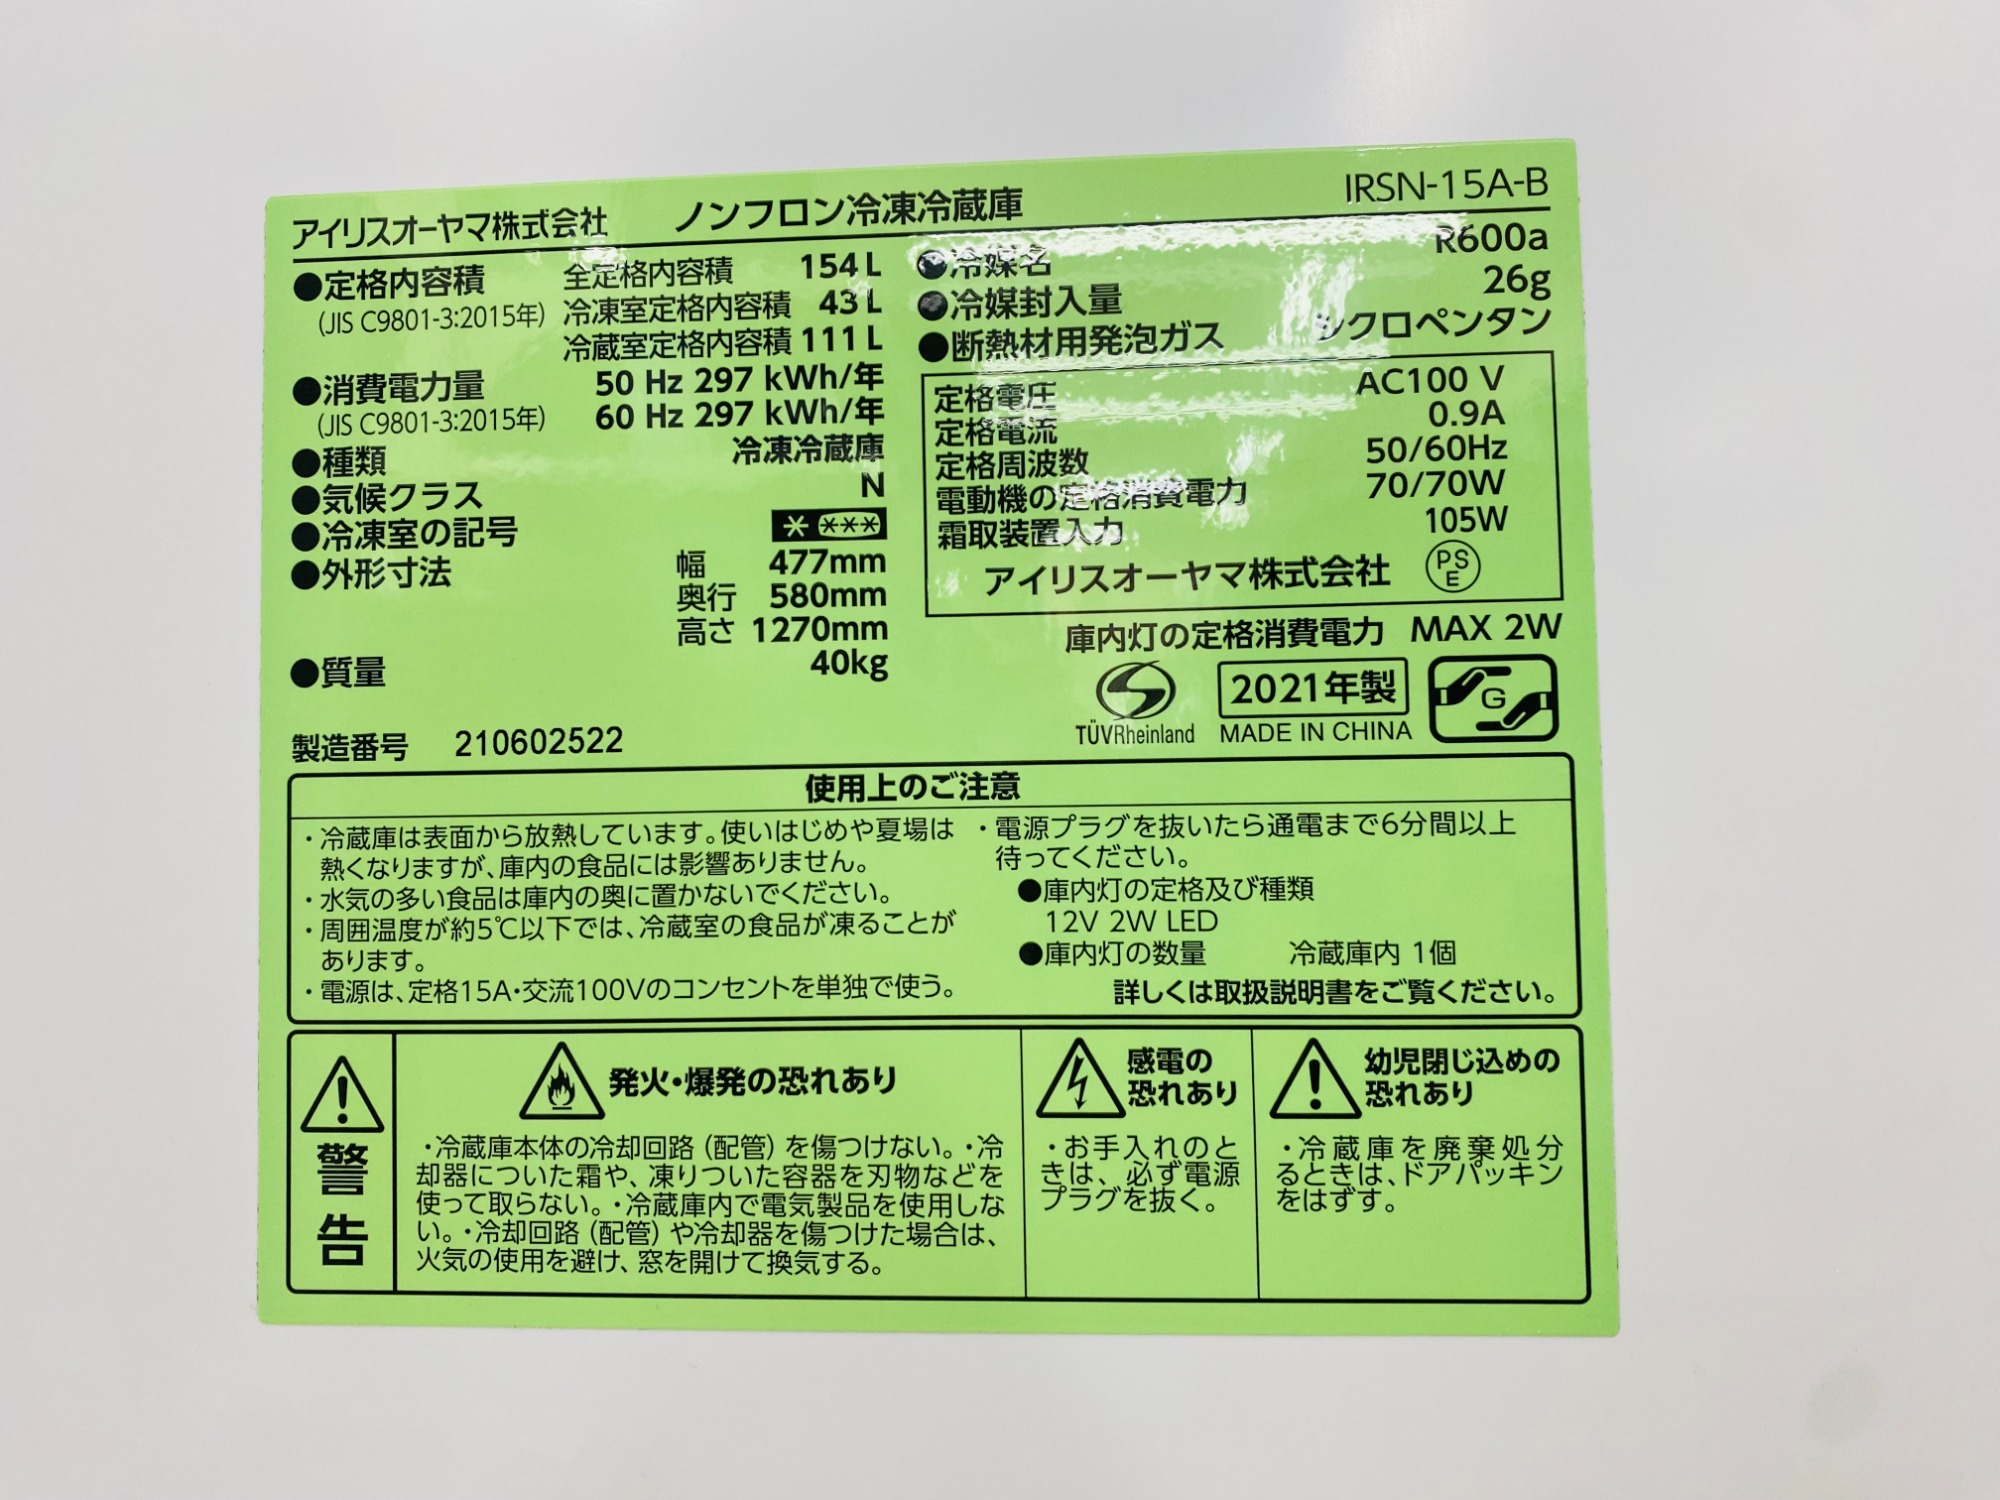 アイリスオーヤマ株式会社 ノンフロン冷凍冷蔵庫 IRSN-15A-B
●定格内容積 全定格内容積 154 L
(JIS C9801-3:2015年) 冷凍室定格内容積 43 L
冷蔵室定格内容積 111 L
●消費電力量 50 Hz 297 kWh/年
(JIS C9801-3:2015年) 60 Hz 297 kWh/年
●種類 冷凍冷蔵庫
●気候クラス N
●冷凍室の記号 * ***
●外形寸法 幅 477mm
奥行 580mm
高さ 1270mm
●質量 40kg
製造番号 210602522
●冷媒名 R600a
●冷媒封入量 26g
●断熱材用発泡ガス シクロペンタン
定格電圧 AC100 V
定格電流 0.9A
定格周波数 50/60Hz
電動機の定格消費電力 70/70W
霜取装置入力 105W
アイリスオーヤマ株式会社 PSE
庫内灯の定格消費電力 MAX 2W
TÜVRheinland
2021年製
MADE IN CHINA
G
使用上のご注意
・冷蔵庫は表面から放熱しています。使いはじめや夏場は
熱くなりますが、庫内の食品には影響ありません。
・水気の多い食品は庫内の奥に置かないでください。
・周囲温度が約5℃以下では、冷蔵室の食品が凍ることが
あります。
・電源は、定格15A・交流100Vのコンセントを単独で使う。
・電源プラグを抜いたら通電まで6分間以上
待ってください。
●庫内灯の定格及び種類
12V 2W LED
●庫内灯の数量 冷蔵庫内 1個
詳しくは取扱説明書をご覧ください。
警告
発火・爆発の恐れあり
・冷蔵庫本体の冷却回路（配管）を傷つけない。・冷
却器についた霜や、凍りついた容器を刃物などを
使って取らない。・冷蔵庫内で電気製品を使用しな
い。・冷却回路（配管）や冷却器を傷つけた場合は、
火気の使用を避け、窓を開けて換気する。
感電の
恐れあり
・お手入れのと
きは、必ず電源
プラグを抜く。
幼児閉じ込めの
恐れあり
・冷蔵庫を廃棄処分
るときは、ドアパッキン
をはずす。